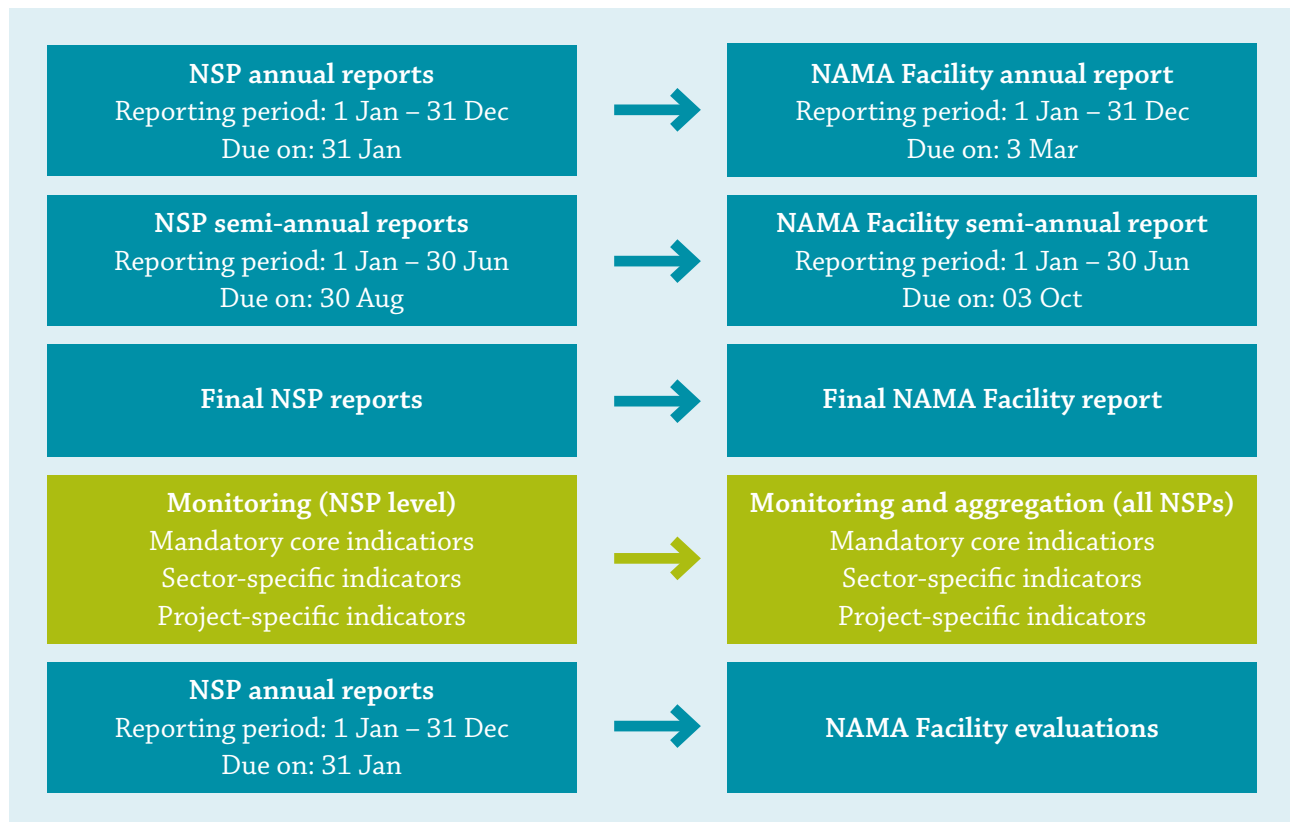 NSP annual reports
Reporting period: 1 Jan – 31 Dec
Due on: 31 Jan
NAMA Facility annual report
Reporting period: 1 Jan – 31 Dec
Due on: 3 Mar
NSP semi-annual reports
Reporting period: 1 Jan – 30 Jun
Due on: 30 Aug
NAMA Facility semi-annual report
Reporting period: 1 Jan – 30 Jun
Due on: 03 Oct
Final NSP reports
Final NAMA Facility report
Monitoring (NSP level)
Mandatory core indicatiors
Sector-specific indicators
Project-specific indicators
Monitoring and aggregation (all NSPs)
Mandatory core indicatiors
Sector-specific indicators
Project-specific indicators
NSP annual reports
Reporting period: 1 Jan – 31 Dec
Due on: 31 Jan
NAMA Facility evaluations